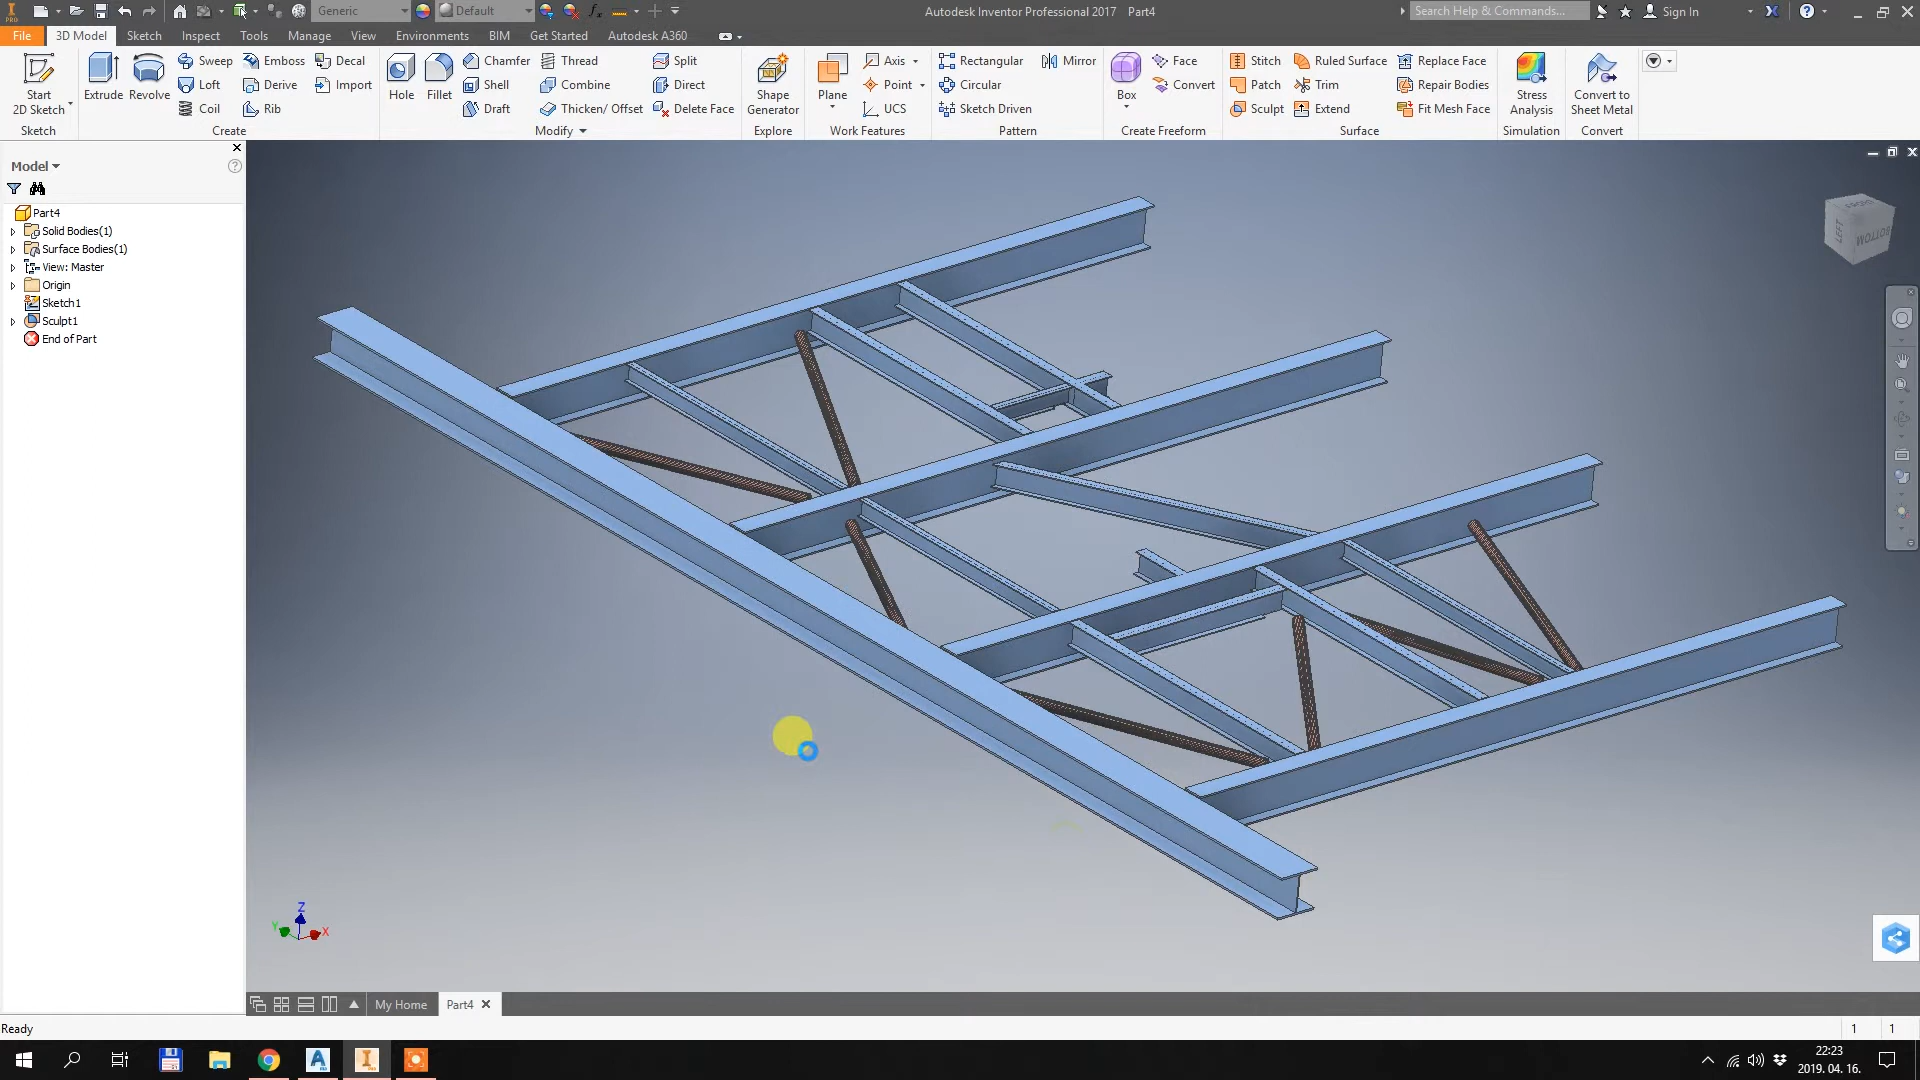 Generic
Default
Autodesk Inventor Professional 2017 Part4
Search Help & Commands...
Sign In
File
3D Model
Sketch
Inspect
Tools
Manage
View
Environments
BIM
Get Started
Autodesk A360
Start
2D Sketch
Sketch
Extrude
Revolve
Sweep
Loft
Coil
Emboss
Derive
Rib
Decal
Import
Create
Hole
Fillet
Chamfer
Shell
Draft
Thread
Combine
Thicken/ Offset
Split
Direct
Delete Face
Modify
Shape
Generator
Explore
Plane
Axis
Point
UCS
Work Features
Rectangular
Circular
Sketch Driven
Mirror
Pattern
Box
Face
Convert
Create Freeform
Stitch
Patch
Sculpt
Ruled Surface
Trim
Extend
Replace Face
Repair Bodies
Fit Mesh Face
Surface
Stress
Analysis
Simulation
Convert to
Sheet Metal
Convert
Model
Part4
Solid Bodies(1)
Surface Bodies(1)
View: Master
Origin
Sketch1
Sculpt1
End of Part
FRONT
LEFT
BOTTOM
Z
Y
X
My Home
Part4
Ready
1
1
22:23
2019. 04. 16.